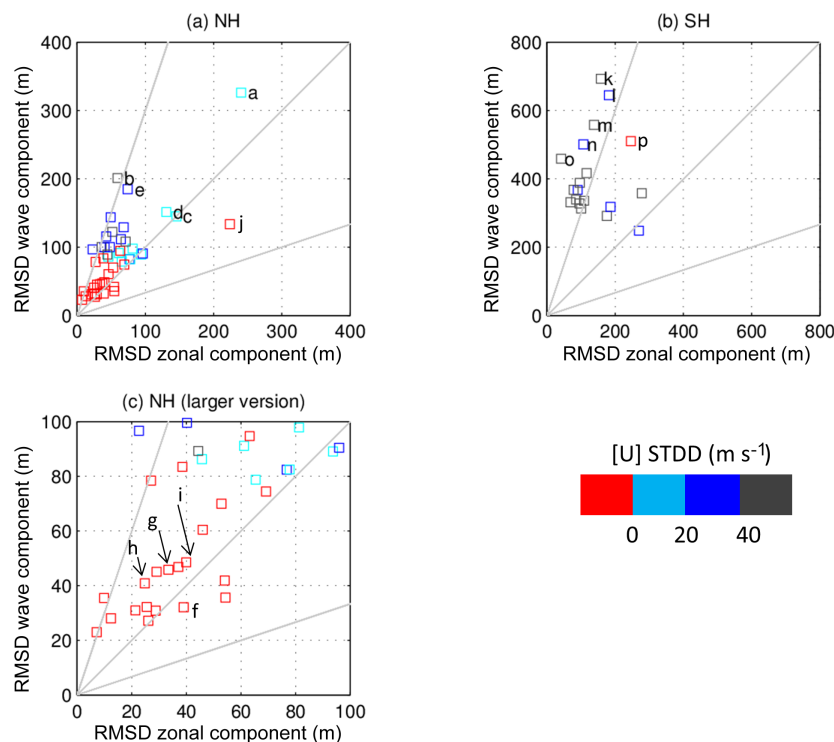 (a) NH
400
300
200
100
0
0
100
200
300
400
RMSD wave component (m)
RMSD zonal component (m)
a
b
e
d
c
j
(b) SH
800
600
400
200
0
0
200
400
600
800
RMSD wave component (m)
RMSD zonal component (m)
k
l
m
n
p
o
(c) NH (larger version)
100
80
60
40
20
0
0
20
40
60
80
100
RMSD wave component (m)
RMSD zonal component (m)
i
g
h
f
[U] STDD (m s⁻¹)
0 20 40